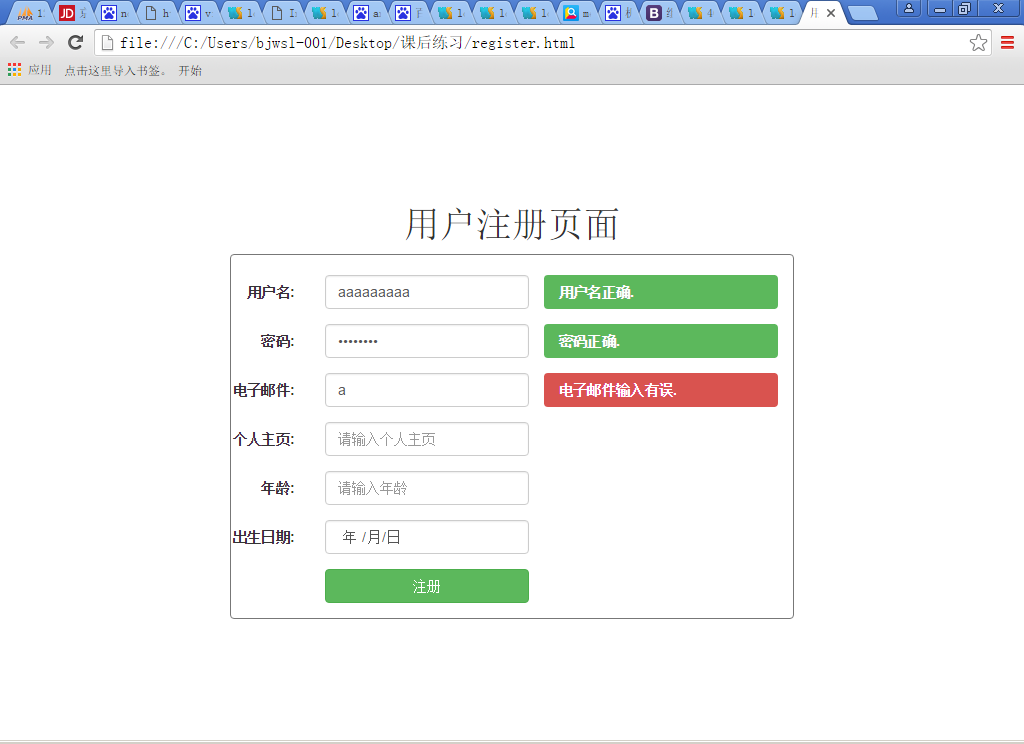 file:///C:/Users/bjwsl-001/Desktop/课后练习/register.html
应用 点击这里导入书签。 开始
用户注册页面
用户名: aaaaaaaaa 用户名正确.
密码: •••••••• 密码正确.
电子邮件: a 电子邮件输入有误.
个人主页: 请输入个人主页
年龄: 请输入年龄
出生日期: 年 /月/日
注册